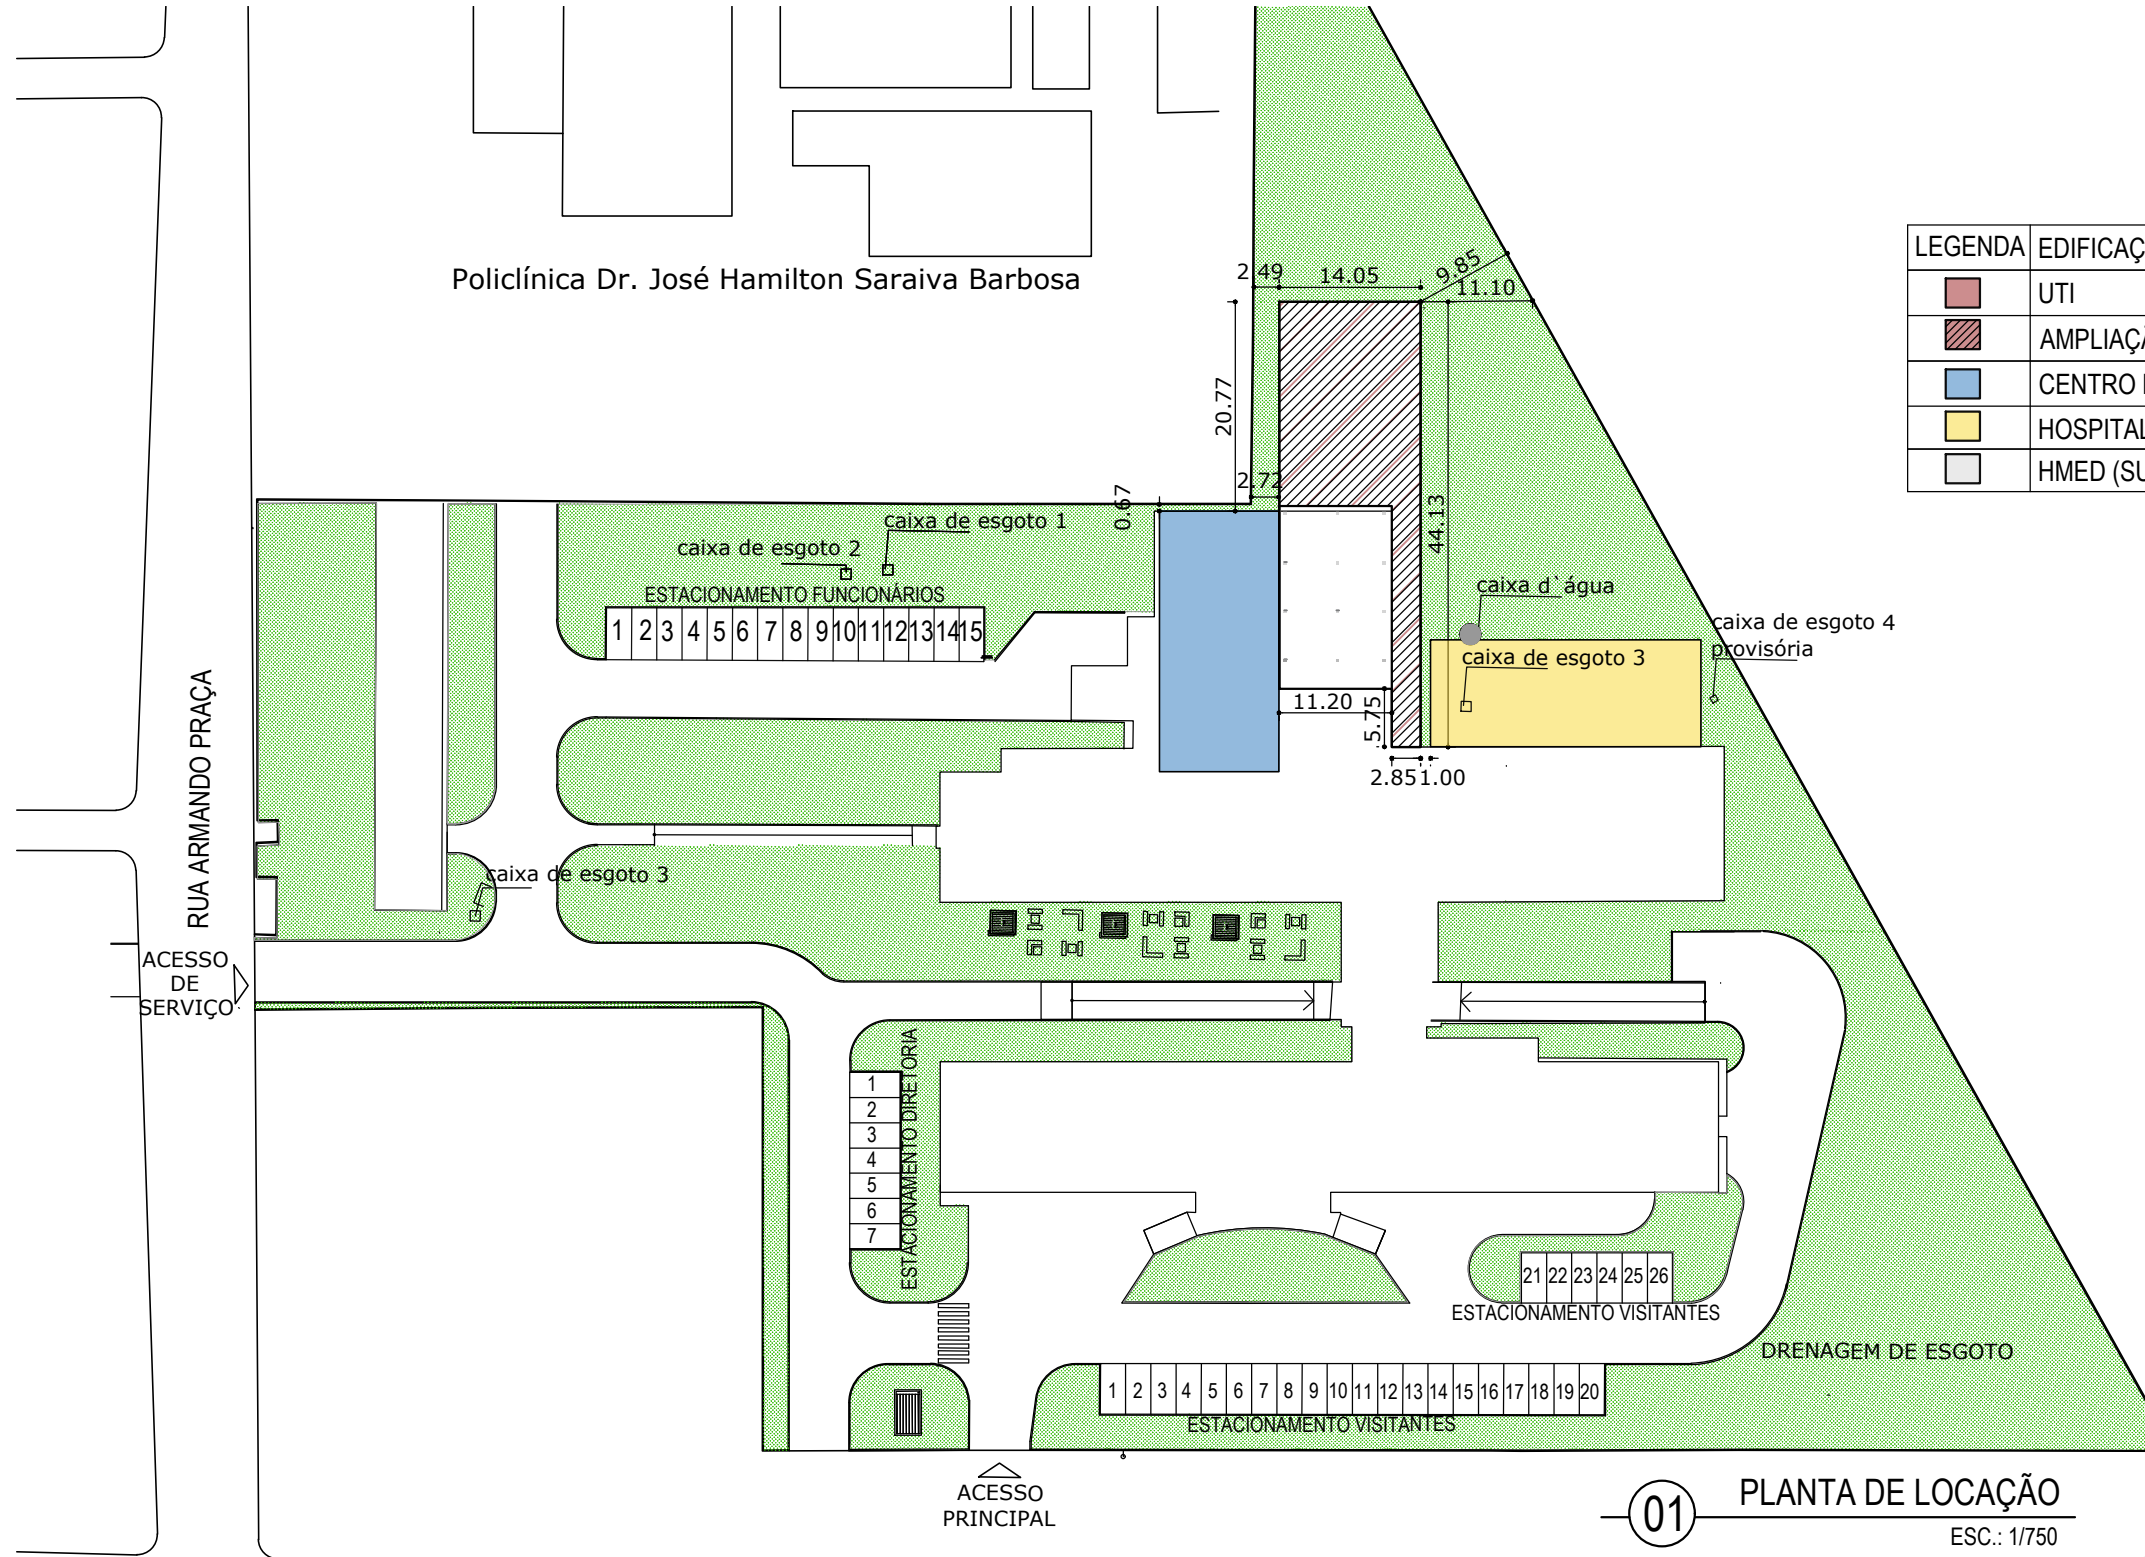 Policlínica Dr. José Hamilton Saraiva Barbosa
2.49
14.05
9.85
11.10
20.77
2.72
0.67
44.13
LEGENDA EDIFICAÇ
UTI
AMPLIAÇÃ
CENTRO
HOSPITAL
HMED (SU
caixa de esgoto 1
caixa de esgoto 2
ESTACIONAMENTO FUNCIONÁRIOS
1 2 3 4 5 6 7 8 9 10 11 12 13 14 15
caixa d`água
caixa de esgoto 4
provisória
caixa de esgoto 3
11.20
5.75
2.85 1.00
RUA ARMANDO PRAÇA
caixa de esgoto 3
ACESSO
DE
SERVIÇO
ESTACIONAMENTO DIRETORIA
1
2
3
4
5
6
7
21 22 23 24 25 26
ESTACIONAMENTO VISITANTES
DRENAGEM DE ESGOTO
1 2 3 4 5 6 7 8 9 10 11 12 13 14 15 16 17 18 19 20
ESTACIONAMENTO VISITANTES
ACESSO
PRINCIPAL
01 PLANTA DE LOCAÇÃO
ESC.: 1/750